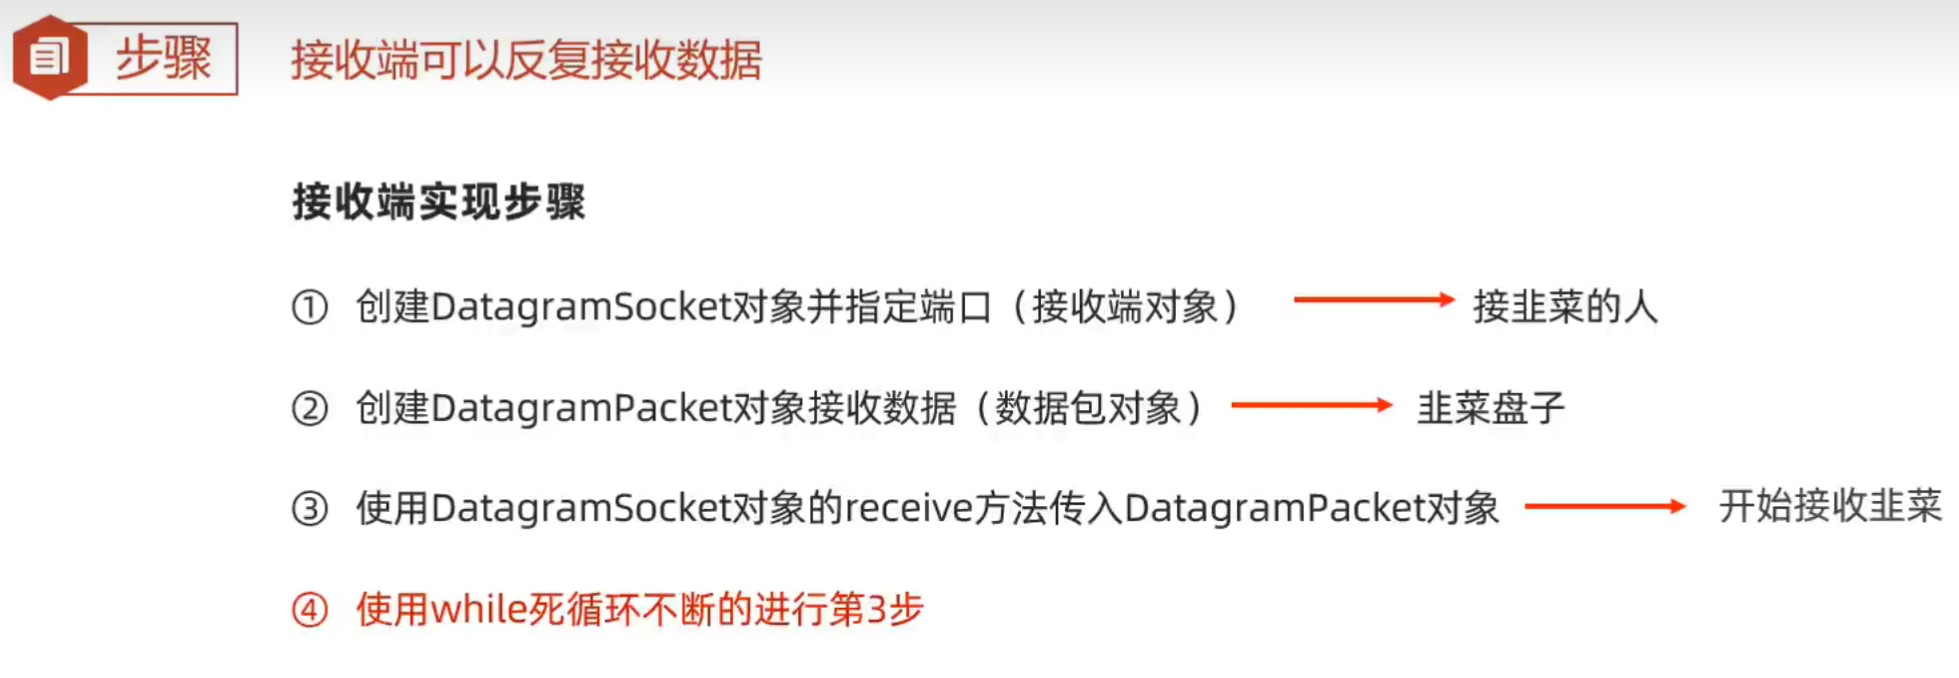 步骤 接收端可以反复接收数据
接收端实现步骤
① 创建DatagramSocket对象并指定端口（接收端对象） 接韭菜的人
② 创建DatagramPacket对象接收数据（数据包对象） 韭菜盘子
③ 使用DatagramSocket对象的receive方法传入DatagramPacket对象 开始接收韭菜
④ 使用while死循环不断的进行第3步